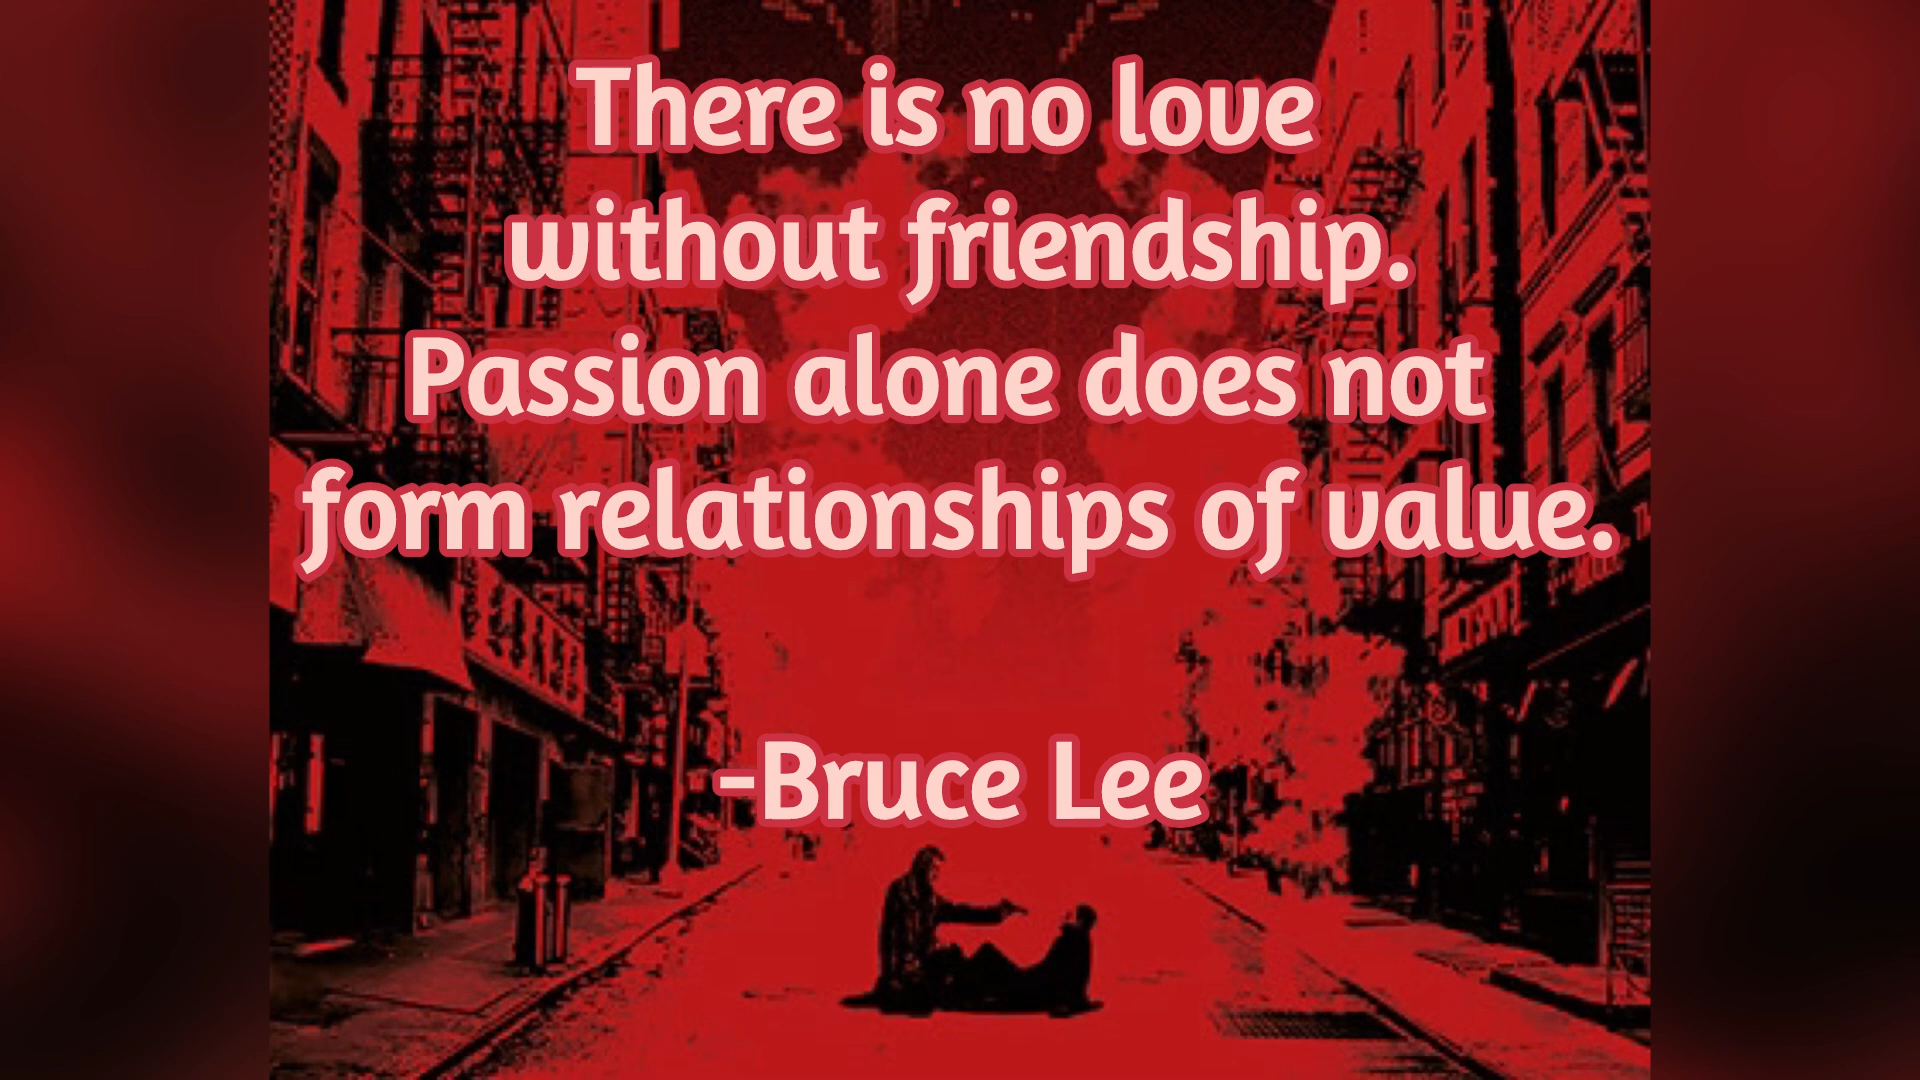 There is no love
without friendship.
Passion alone does not
form relationships of value.
-Bruce Lee